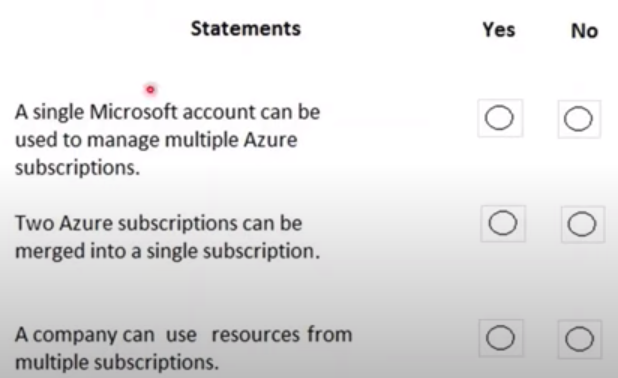 Statements Yes No
A single Microsoft account can be
used to manage multiple Azure
subscriptions.
Two Azure subscriptions can be
merged into a single subscription.
A company can use resources from
multiple subscriptions.